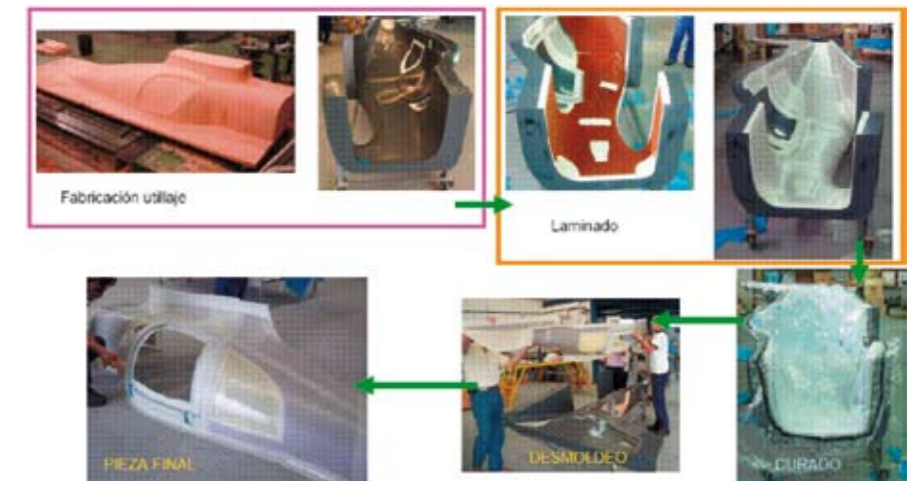 Fabricación utillaje
Laminado
CURADO
DESMOLDEO
PIEZA FINAL